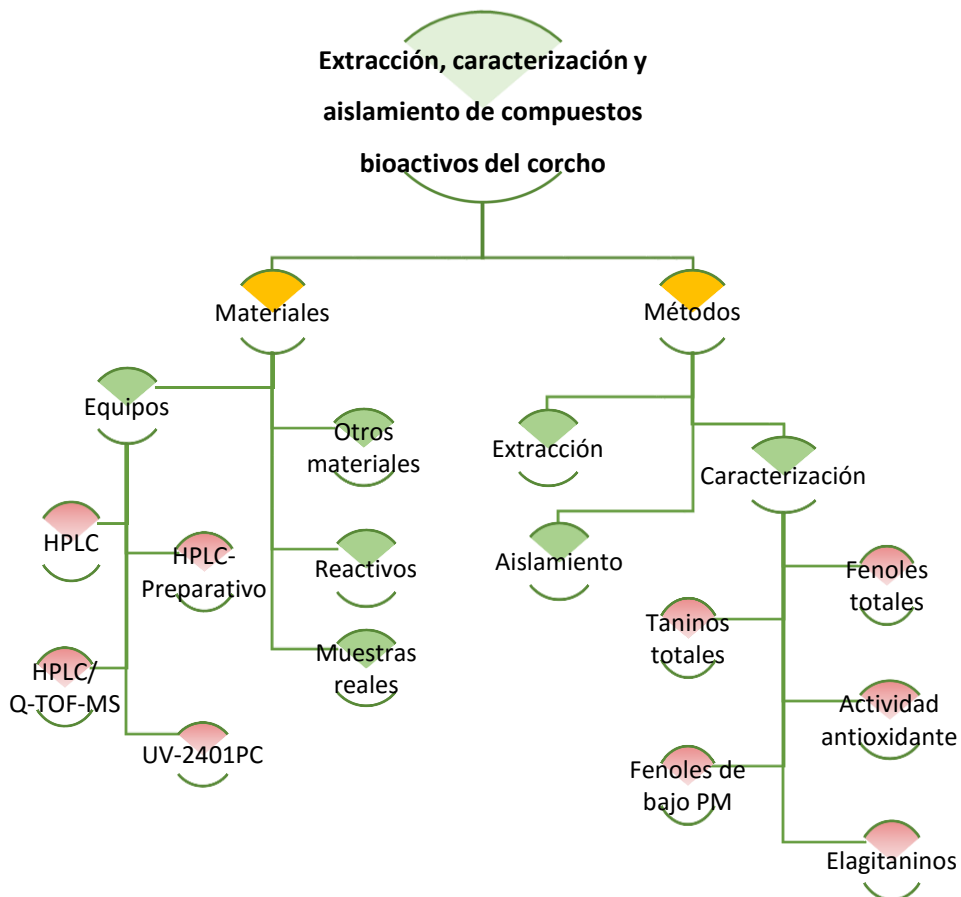 Extracción, caracterización y
aislamiento de compuestos
bioactivos del corcho
Materiales
Métodos
Equipos
Otros
materiales
Reactivos
Muestras
reales
HPLC
HPLC-
Preparativo
HPLC/
Q-TOF-MS
UV-2401PC
Extracción
Caracterización
Aislamiento
Fenoles
totales
Taninos
totales
Actividad
antioxidante
Fenoles de
bajo PM
Elagitaninos